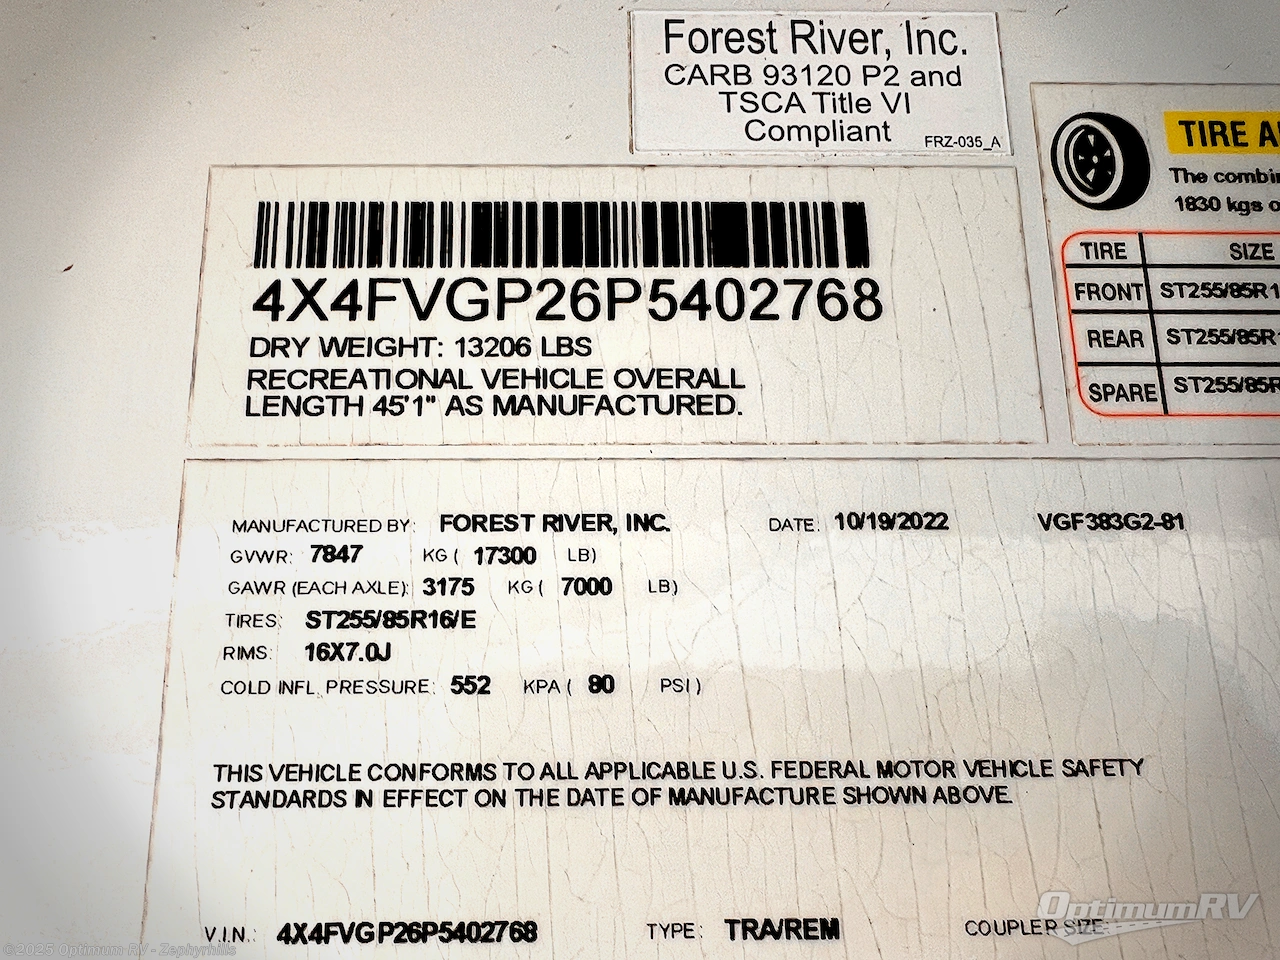 Forest River, Inc.
CARB 93120 P2 and
TSCA Title VI
Compliant FRZ-035_A
TIRE
The
1830 kgs
TIRE SIZE
FRONT ST255/85R1
REAR ST255/85R
SPARE ST255/85R
4X4FVGP26P5402768
DRY WEIGHT: 13206 LBS
RECREATIONAL VEHICLE OVERALL
LENGTH 45'1" AS MANUFACTURED.
MANUFACTURED BY: FOREST RIVER, INC. DATE: 10/19/2022 VGF383G2-81
GVWR: 7847 KG ( 17300 LB)
GAWR (EACH AXLE): 3175 KG ( 7000 LB)
TIRES: ST255/85R16/E
RIMS: 16X7.0J
COLD INFL. PRESSURE: 552 KPA ( 80 PSI )
THIS VEHICLE CONFORMS TO ALL APPLICABLE U.S. FEDERAL MOTOR VEHICLE SAFETY
STANDARDS IN EFFECT ON THE DATE OF MANUFACTURE SHOWN ABOVE.
V.I.N.: 4X4FVGP26P5402768 TYPE: TRA/REM COUPLER SIZE:
OptimumRV
©2025 Optimum RV - Zephyrhills